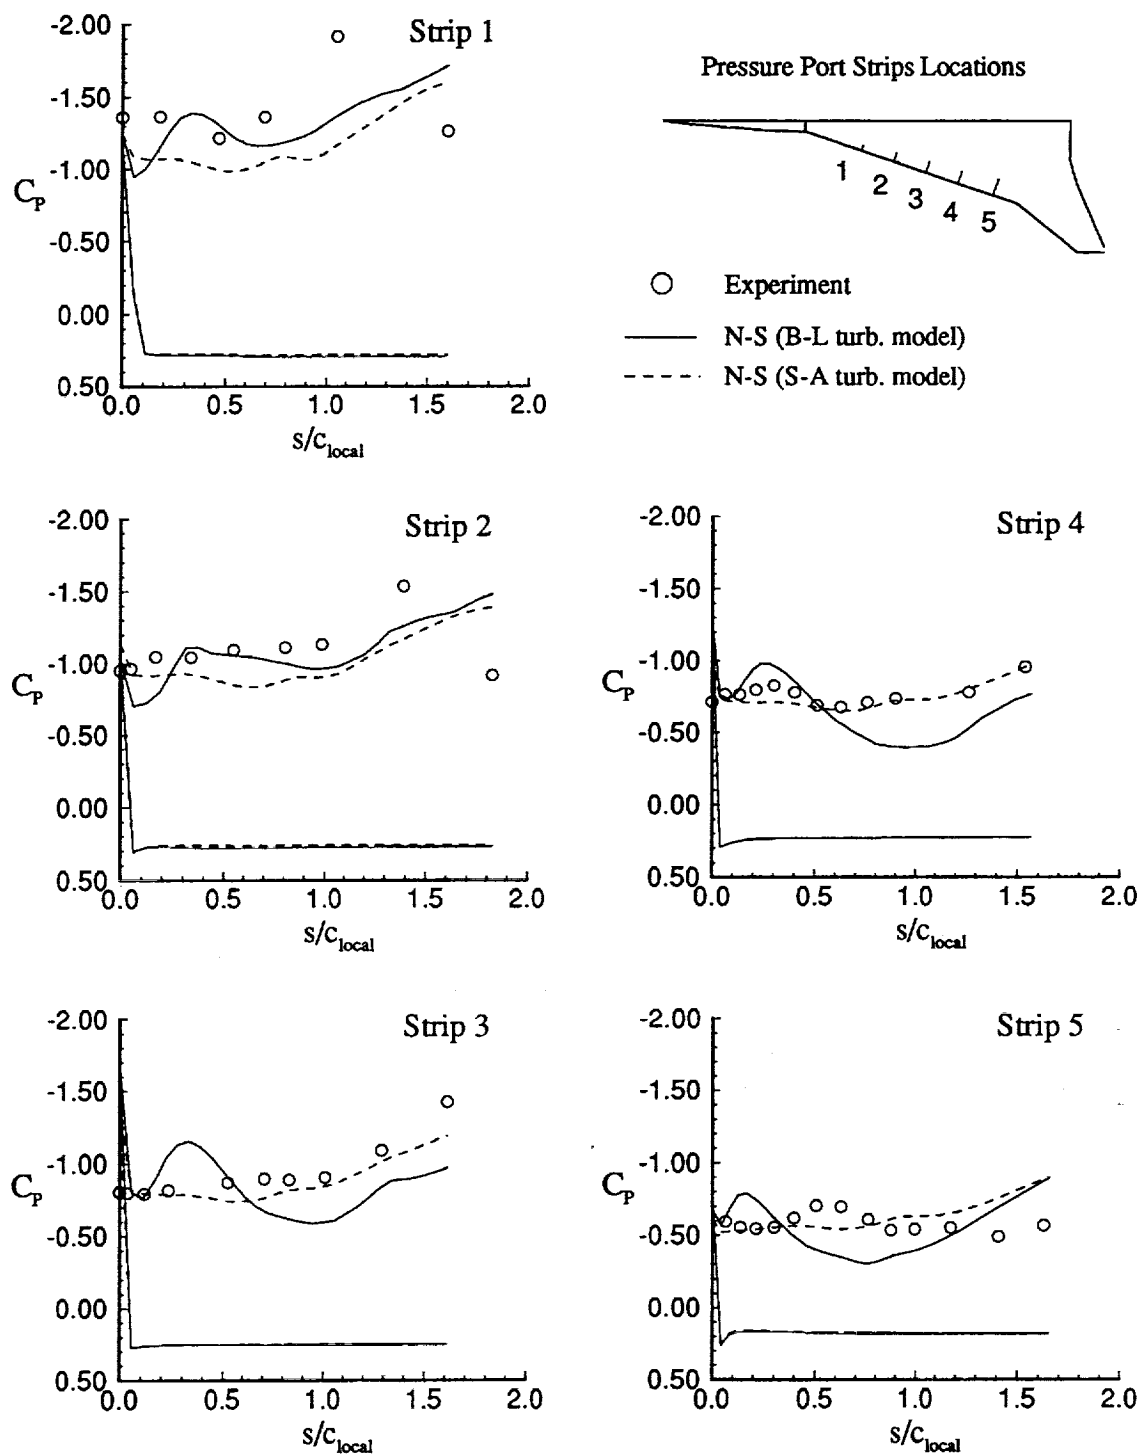 Strip 1
-2.00
-1.50
-1.00
-0.50
0.00
0.50
C_P
0.0 0.5 1.0 1.5 2.0
s/c_local
Pressure Port Strips Locations
1 2 3 4 5
Experiment
N-S (B-L turb. model)
N-S (S-A turb. model)
Strip 2
-2.00
-1.50
-1.00
-0.50
0.00
0.50
C_P
0.0 0.5 1.0 1.5 2.0
s/c_local
Strip 4
-2.00
-1.50
-1.00
-0.50
0.00
0.50
C_P
0.0 0.5 1.0 1.5 2.0
s/c_local
Strip 3
-2.00
-1.50
-1.00
-0.50
0.00
0.50
C_P
0.0 0.5 1.0 1.5 2.0
s/c_local
Strip 5
-2.00
-1.50
-1.00
-0.50
0.00
0.50
C_P
0.0 0.5 1.0 1.5 2.0
s/c_local